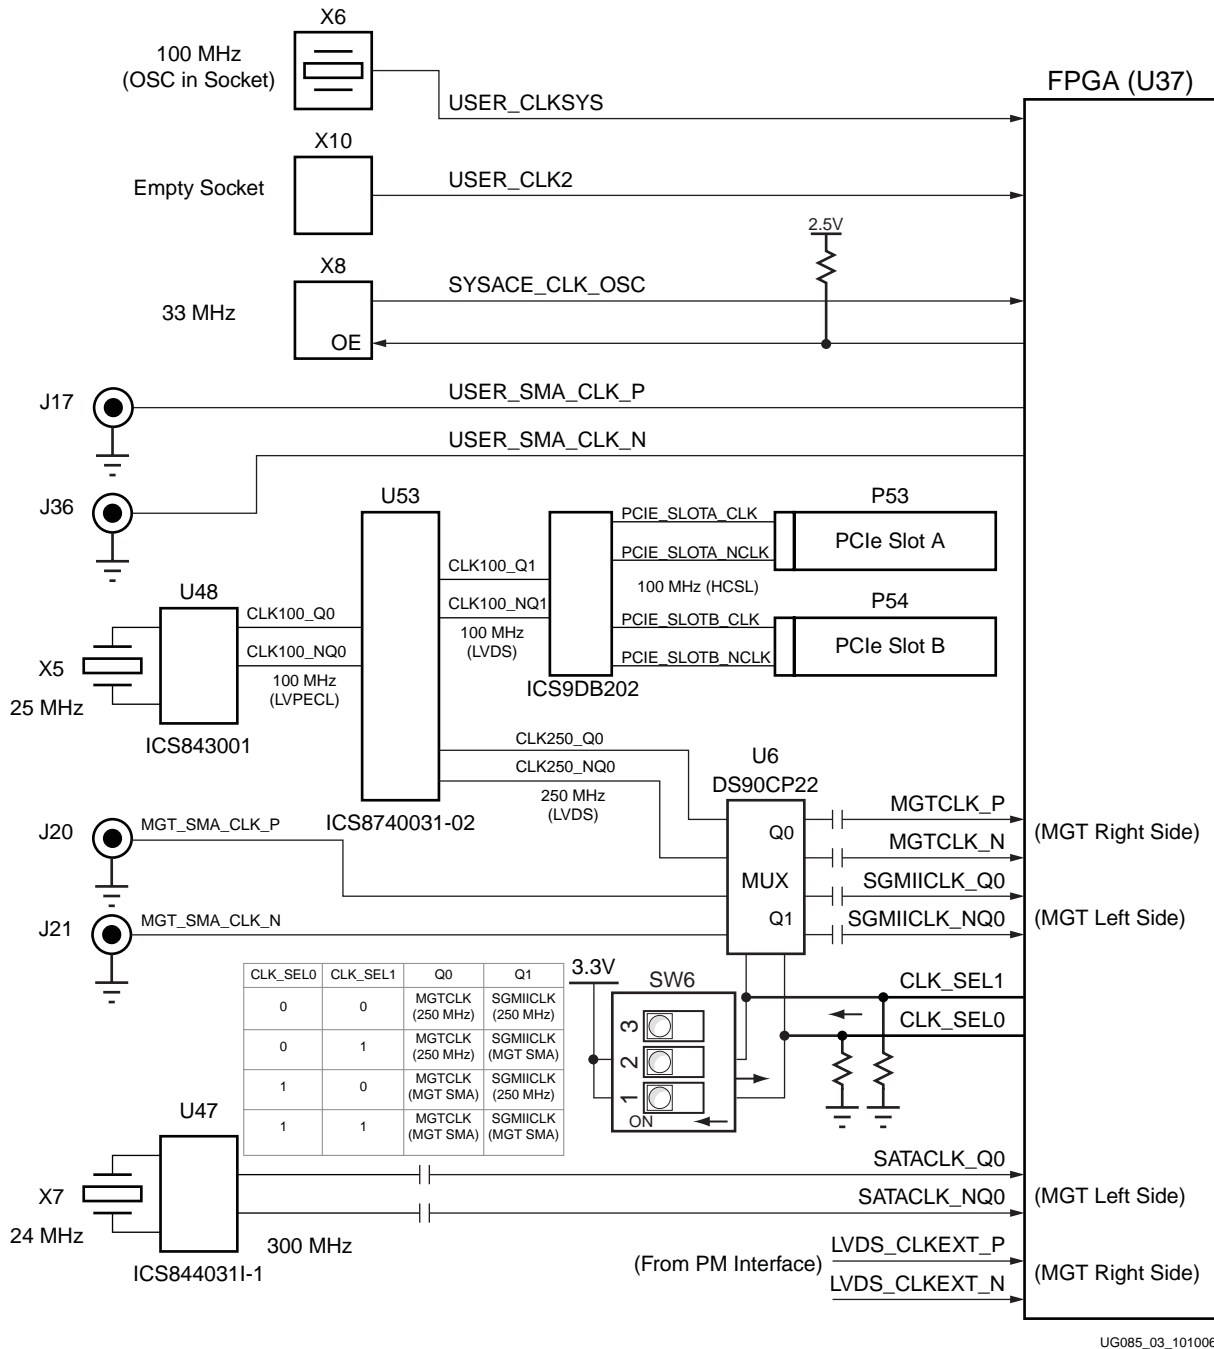 X6
100 MHz
(OSC in Socket)
FPGA (U37)
USER_CLKSYS
X10
Empty Socket
USER_CLK2
2.5V
X8
SYSACE_CLK_OSC
33 MHz
OE
J17
USER_SMA_CLK_P
USER_SMA_CLK_N
J36
U53
P53
PCIE_SLOTA_CLK
PCIe Slot A
PCIE_SLOTA_NCLK
CLK100_Q1
100 MHz (HCSL)
U48
CLK100_NQ1
P54
CLK100_Q0
PCIE_SLOTB_CLK
100 MHz
(LVDS)
PCIe Slot B
CLK100_NQ0
PCIE_SLOTB_NCLK
X5
100 MHz
(LVPECL)
25 MHz
ICS9DB202
ICS843001
CLK250_Q0
U6
CLK250_NQ0
DS90CP22
250 MHz
(LVDS)
MGTCLK_P
ICS8740031-02
J20
MGT_SMA_CLK_P
Q0
(MGT Right Side)
MGTCLK_N
MUX
SGMIICLK_Q0
J21
MGT_SMA_CLK_N
Q1
SGMIICLK_NQ0
(MGT Left Side)
CLK_SEL0 CLK_SEL1 Q0 Q1
0 0 MGTCLK (250 MHz) SGMIICLK (250 MHz)
0 1 MGTCLK (250 MHz) SGMIICLK (MGT SMA)
1 0 MGTCLK (MGT SMA) SGMIICLK (250 MHz)
1 1 MGTCLK (MGT SMA) SGMIICLK (MGT SMA)
3.3V
SW6
CLK_SEL1
CLK_SEL0
3
2
1
ON
U47
SATACLK_Q0
X7
SATACLK_NQ0
(MGT Left Side)
24 MHz
300 MHz
ICS844031I-1
LVDS_CLKEXT_P
(From PM Interface)
(MGT Right Side)
LVDS_CLKEXT_N
UG085_03_101006